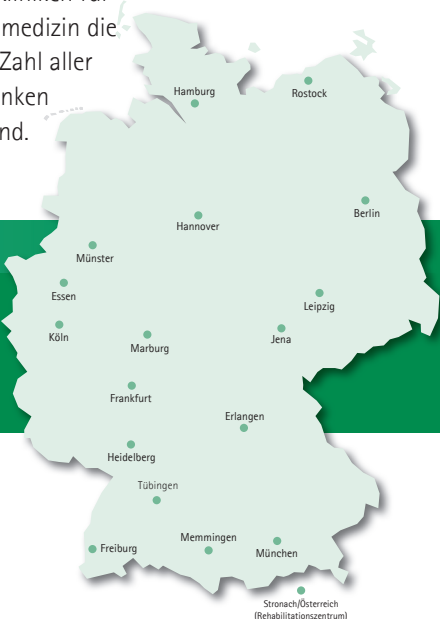 medizin die
Zahl aller
nd.
Hamburg
Rostock
Berlin
Hannover
Münster
Essen
Leipzig
Köln
Jena
Marburg
Frankfurt
Erlangen
Heidelberg
Tübingen
Freiburg
Memmingen
München
Stronach/Österreich
(Rehabilitationszentrum)